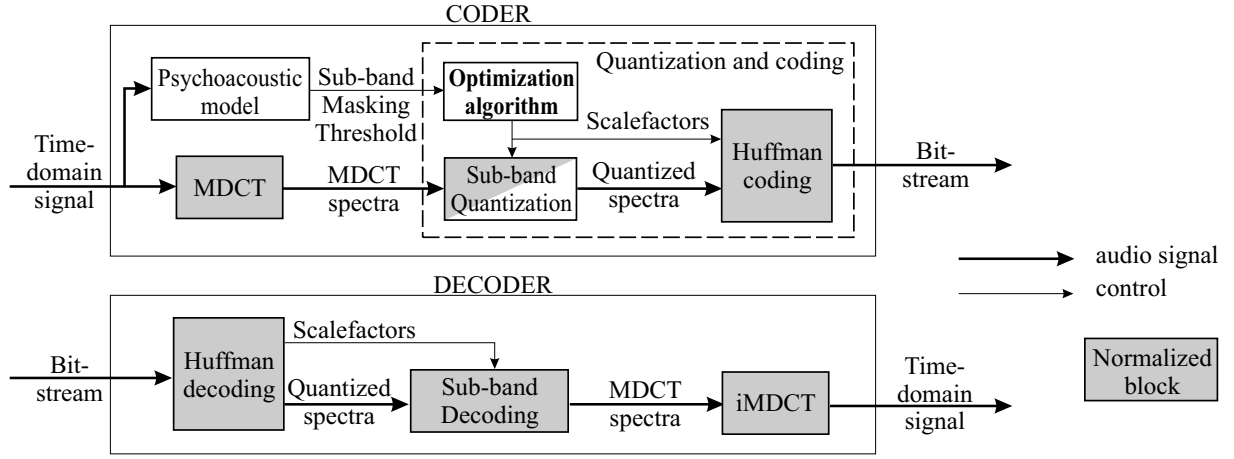 CODER
Quantization and coding
Psychoacoustic
model
Sub-band
Masking
Threshold
Optimization
algorithm
Scalefactors
Time-
domain
signal
MDCT
MDCT
spectra
Sub-band
Quantization
Quantized
spectra
Huffman
coding
Bit-
stream
audio signal
control
DECODER
Bit-
stream
Huffman
decoding
Scalefactors
Quantized
spectra
Sub-band
Decoding
MDCT
spectra
iMDCT
Time-
domain
signal
Normalized
block